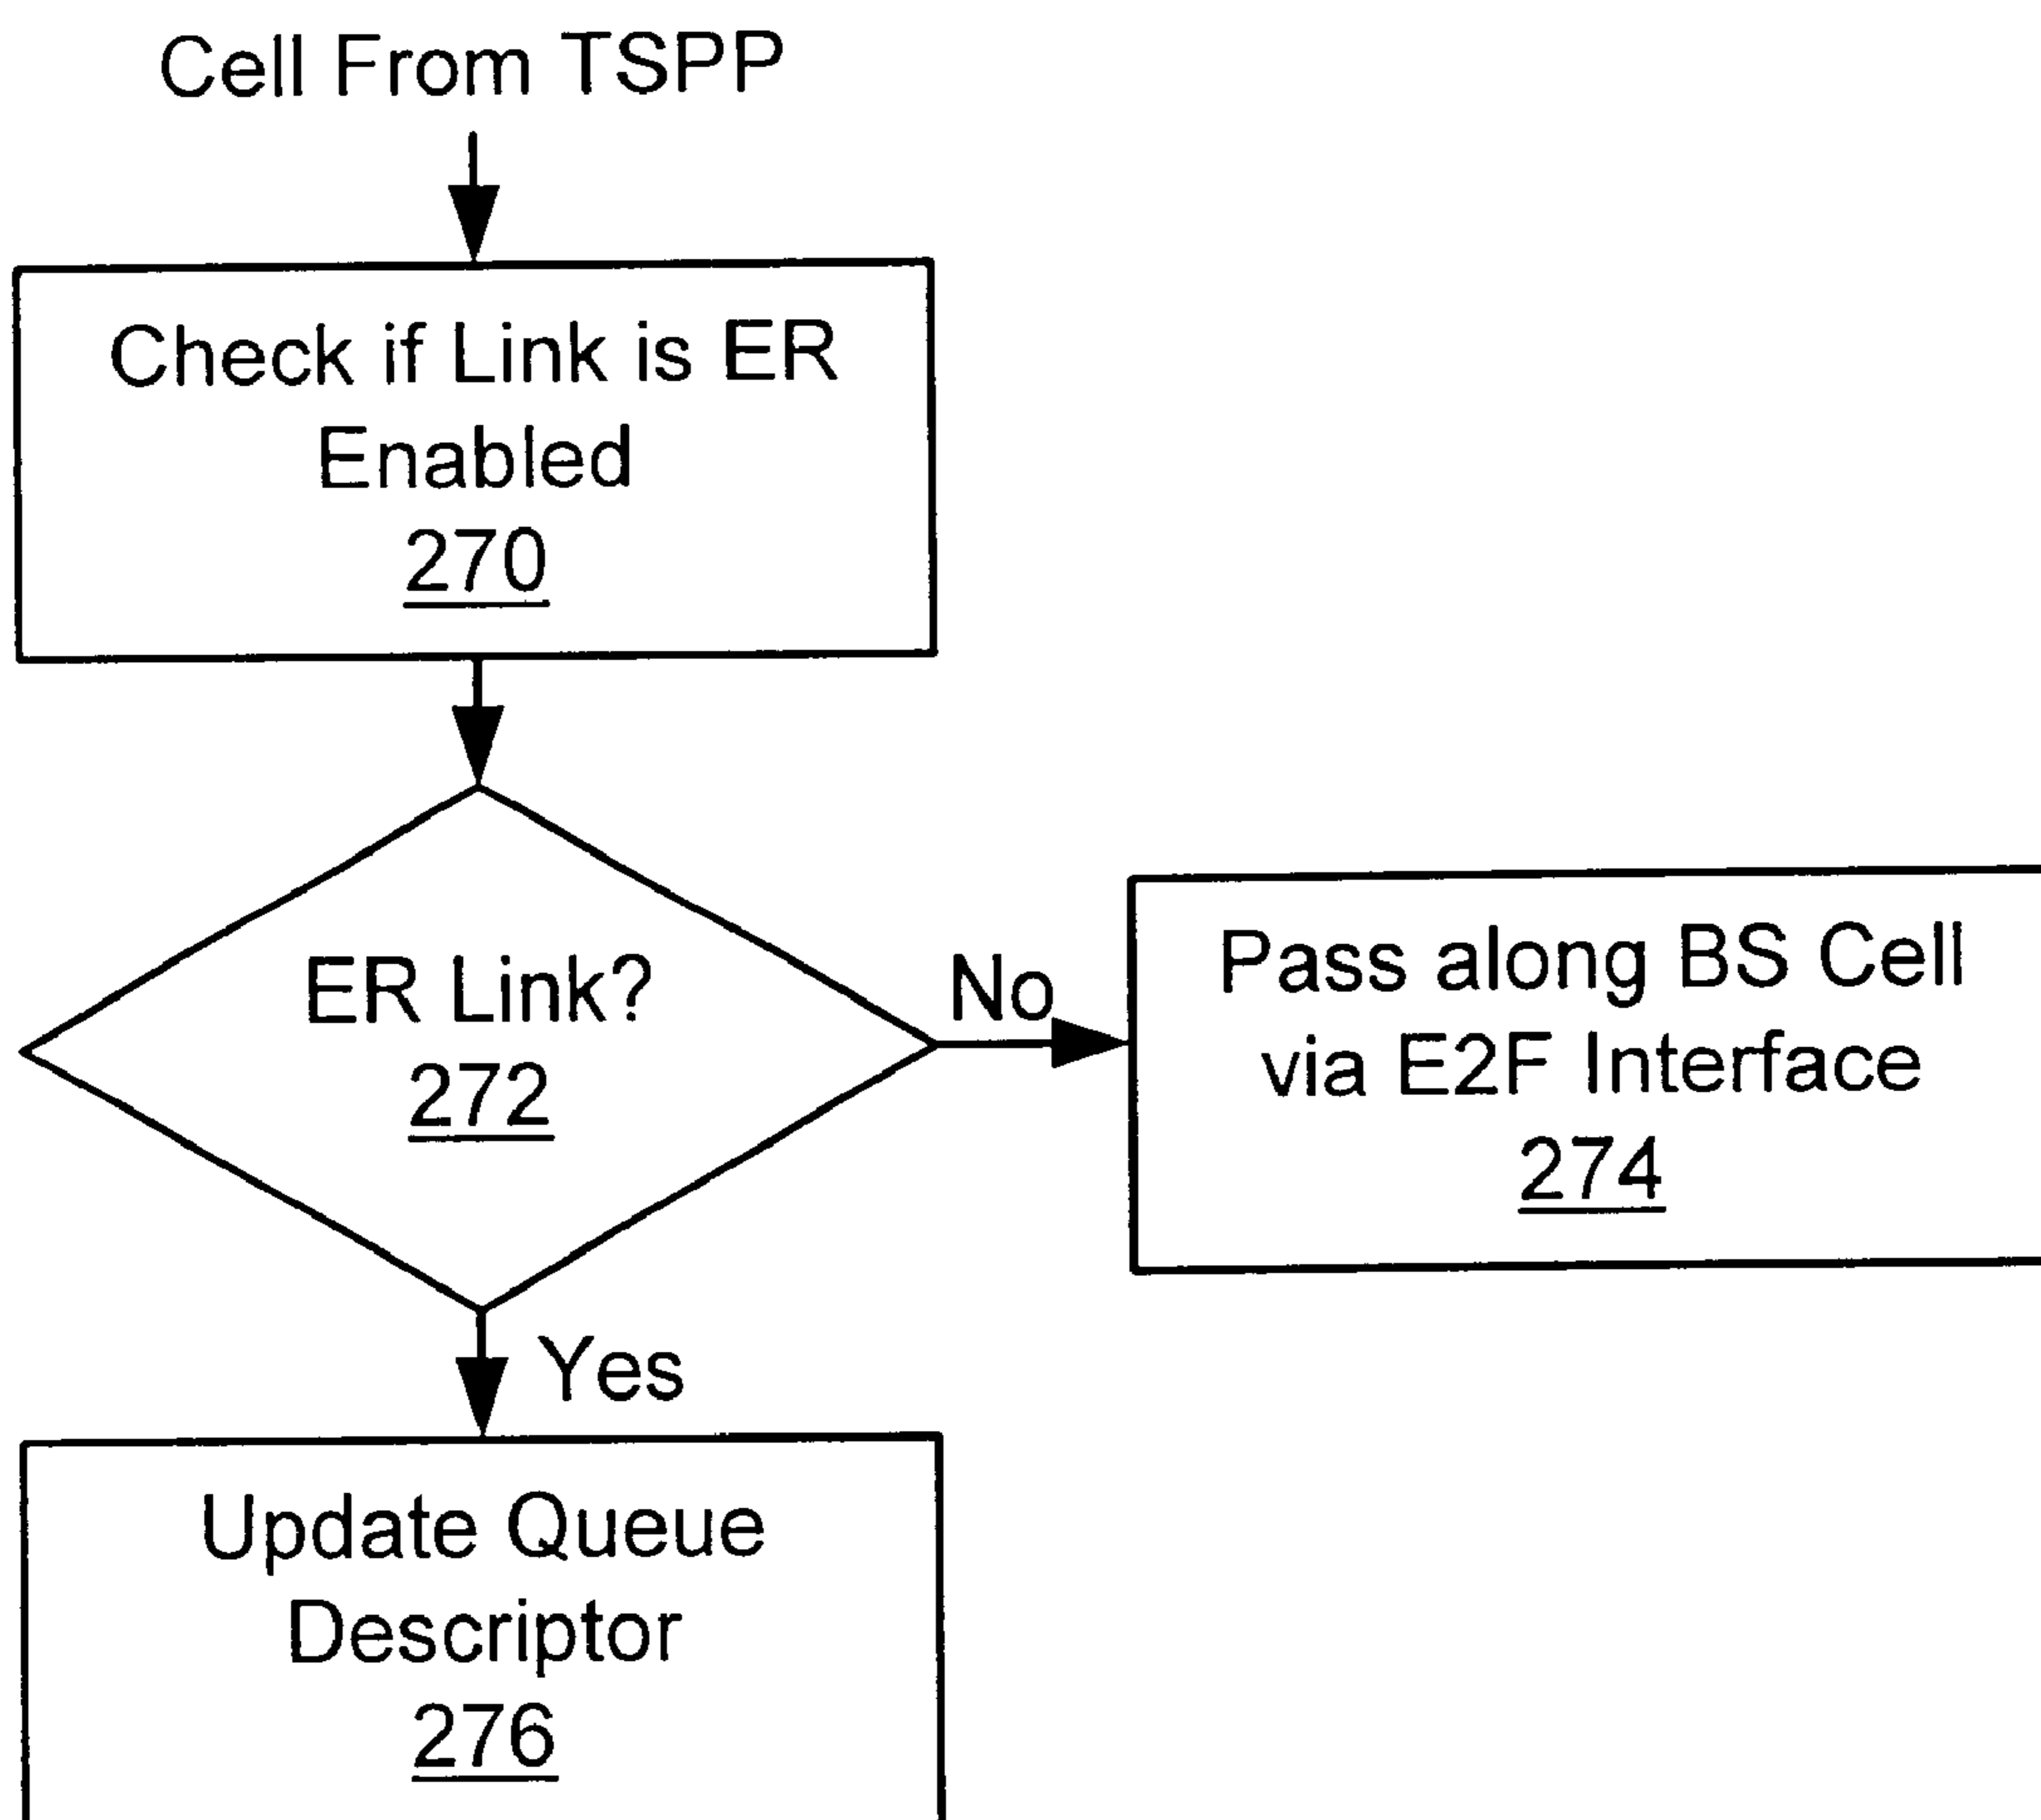 Cell From TSPP
Check if Link is ER
Enabled
270
ER Link?
272
No
Pass along BS Cell
via E2F Interface
274
Yes
Update Queue
Descriptor
276